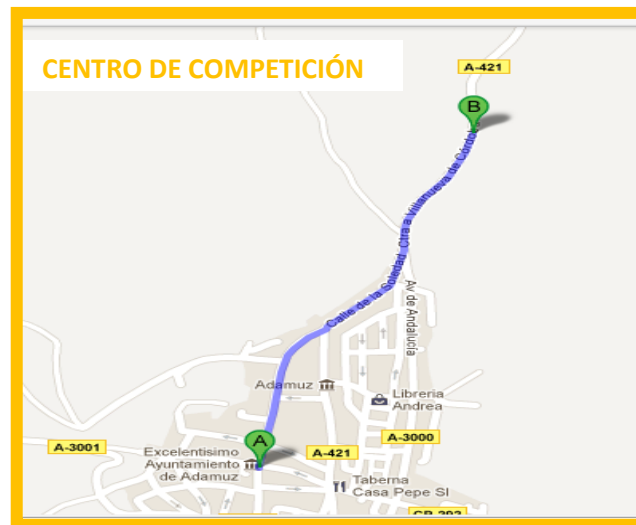 CENTRO DE COMPETICIÓN
A-421
B
Ctra a Villanueva de Córdoba
Calle de la Soledad
Av de Andalucía
Adamuz
Libreria
Andrea
A-3001
A
A-3000
Excelentisimo
Ayuntamiento
de Adamuz
A-421
Taberna
Casa Pepe Sl